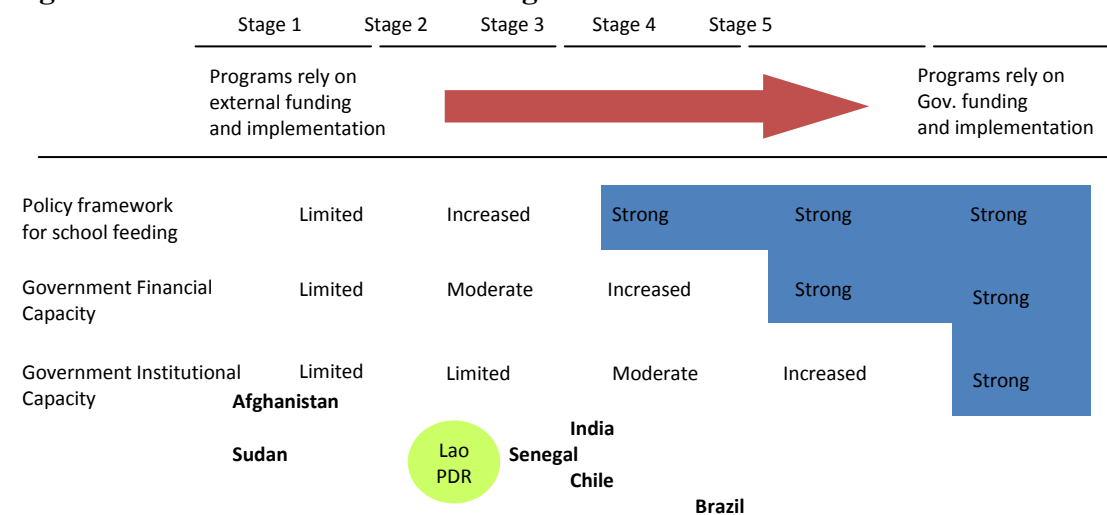 Stage 1 Stage 2 Stage 3 Stage 4 Stage 5
Programs rely on
external funding
and implementation
Programs rely on
Gov. funding
and implementation
Policy framework
for school feeding
Limited Increased Strong Strong Strong
Government Financial
Capacity
Limited Moderate Increased Strong Strong
Government Institutional
Capacity
Limited Limited Moderate Increased Strong
Afghanistan
India
Sudan
Lao
PDR
Senegal
Chile
Brazil